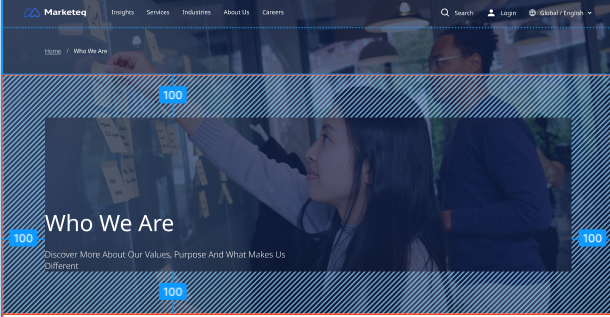 Marketeq Insights Services Industries About Us Careers Search Login Global / English
Home / Who We Are
100
Who We Are
100 100
Discover More About Our Values, Purpose And What Makes Us
Different
100